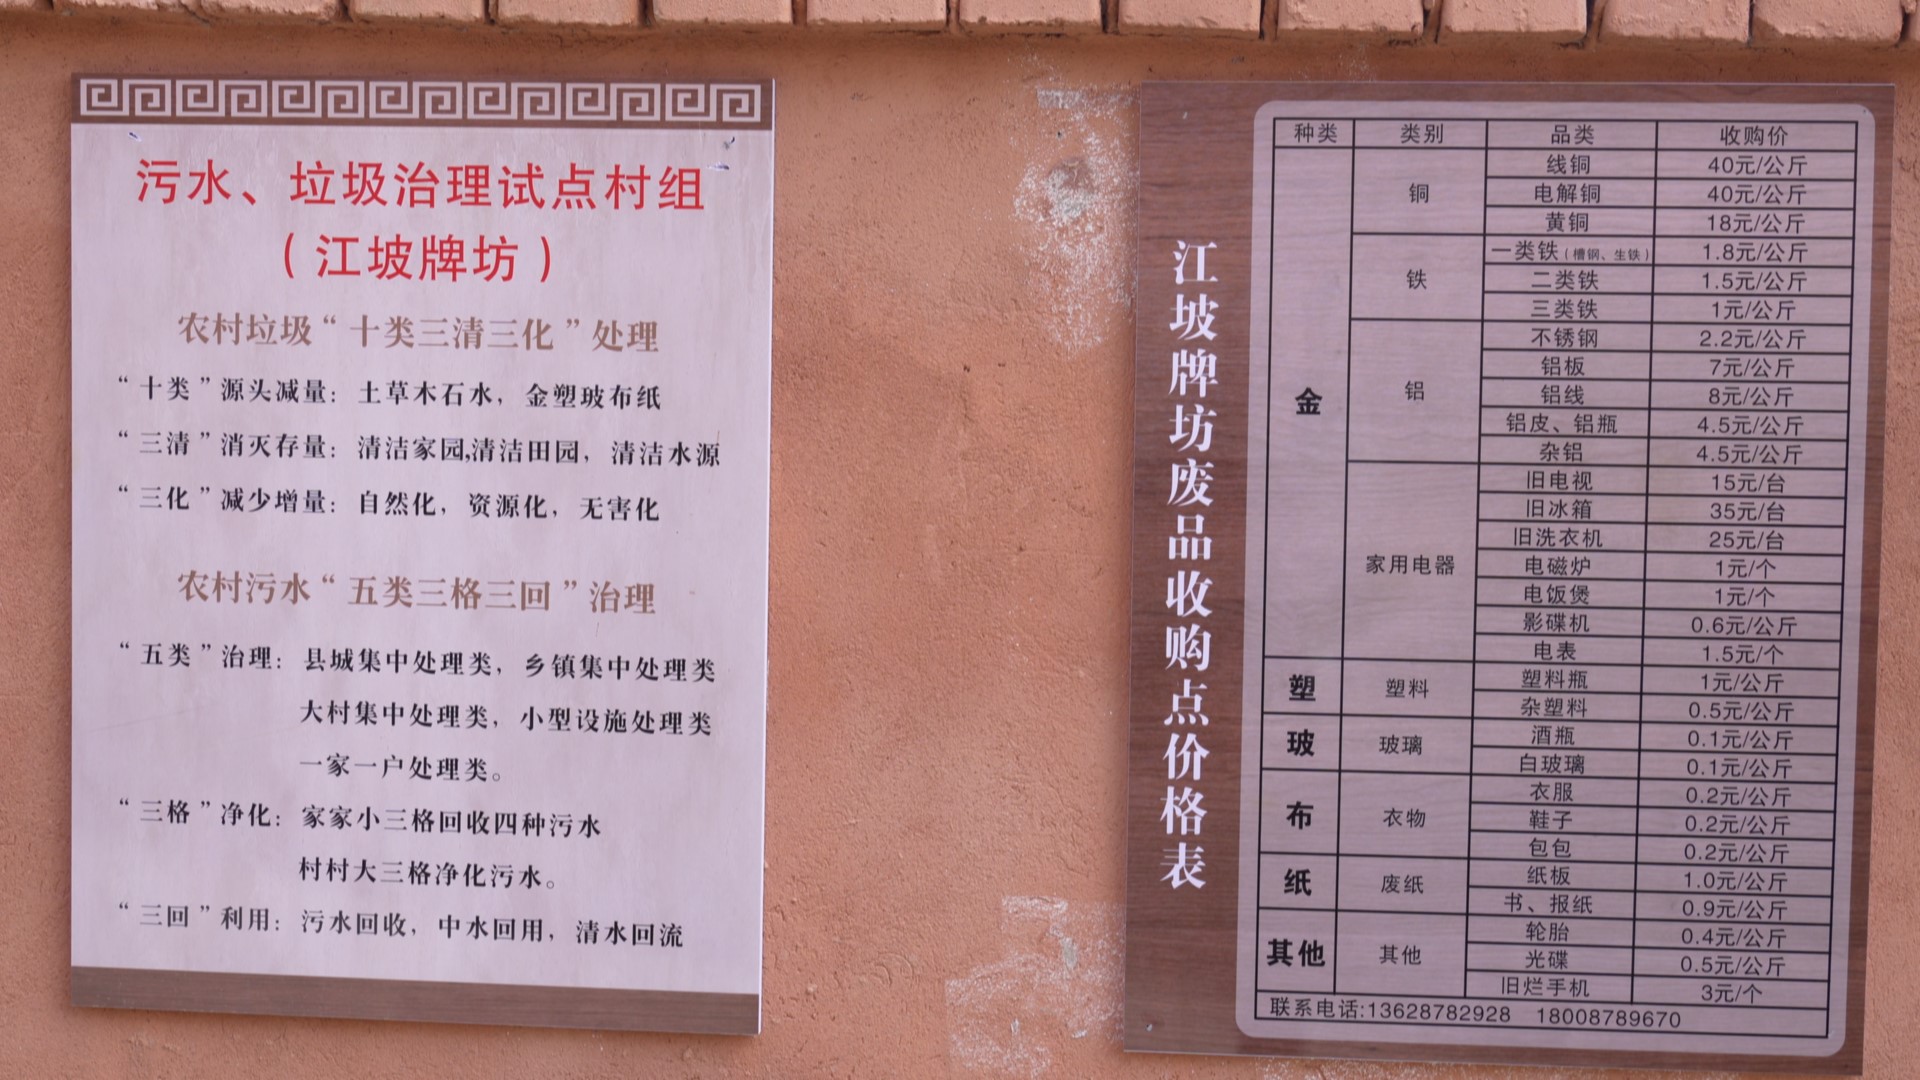 污水、垃圾治理试点村组
（江坡牌坊）
农村垃圾“十类三清三化”处理
“十类”源头减量：土草木石水，金塑玻布纸
“三清”消灭存量：清洁家园,清洁田园，清洁水源
“三化”减少增量：自然化，资源化，无害化
农村污水“五类三格三回”治理
“五类”治理：县城集中处理类，乡镇集中处理类
大村集中处理类，小型设施处理类
一家一户处理类。
“三格”净化：家家小三格回收四种污水
村村大三格净化污水。
“三回”利用：污水回收，中水回用，清水回流
江坡牌坊废品收购点价格表
种类 类别 品类 收购价
金 铜 线铜 40元/公斤
电解铜 40元/公斤
黄铜 18元/公斤
铁 一类铁（槽钢、生铁） 1.8元/公斤
二类铁 1.5元/公斤
三类铁 1元/公斤
铝 不锈钢 2.2元/公斤
铝板 7元/公斤
铝线 8元/公斤
铝皮、铝瓶 4.5元/公斤
杂铝 4.5元/公斤
家用电器 旧电视 15元/台
旧冰箱 35元/台
旧洗衣机 25元/台
电磁炉 1元/个
电饭煲 1元/个
影碟机 0.6元/公斤
电表 1.5元/个
塑 塑料 塑料瓶 1元/公斤
杂塑料 0.5元/公斤
玻 玻璃 酒瓶 0.1元/公斤
白玻璃 0.1元/公斤
布 衣物 衣服 0.2元/公斤
鞋子 0.2元/公斤
包包 0.2元/公斤
纸 废纸 纸板 1.0元/公斤
书、报纸 0.9元/公斤
其他 其他 轮胎 0.4元/公斤
光碟 0.5元/公斤
旧烂手机 3元/个
联系电话:13628782928 18008789670